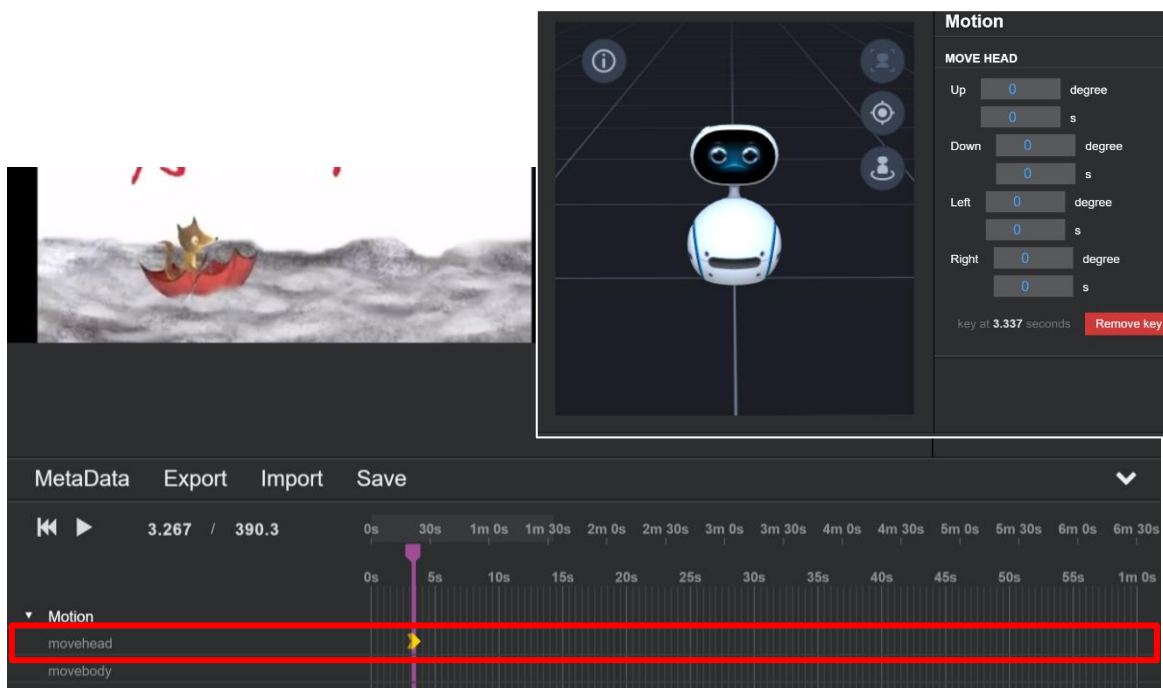 Motion
MOVE HEAD
Up 0 degree
0 s
Down 0 degree
0 s
Left 0 degree
0 s
Right 0 degree
0 s
key at 3.337 seconds Remove key
MetaData Export Import Save
3.267 / 390.3
0s 30s 1m 0s 1m 30s 2m 0s 2m 30s 3m 0s 3m 30s 4m 0s 4m 30s 5m 0s 5m 30s 6m 0s 6m 30s
0s 5s 10s 15s 20s 25s 30s 35s 40s 45s 50s 55s 1m 0s
Motion
movehead
movebody